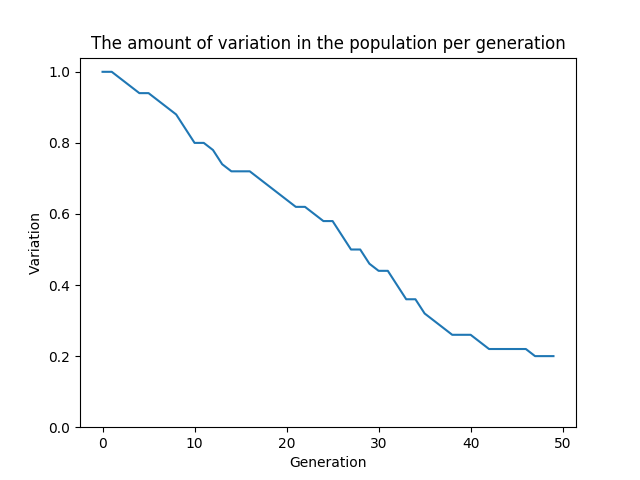 The amount of variation in the population per generation
1.0
0.8
0.6
0.4
0.2
0.0
Variation
0 10 20 30 40 50
Generation